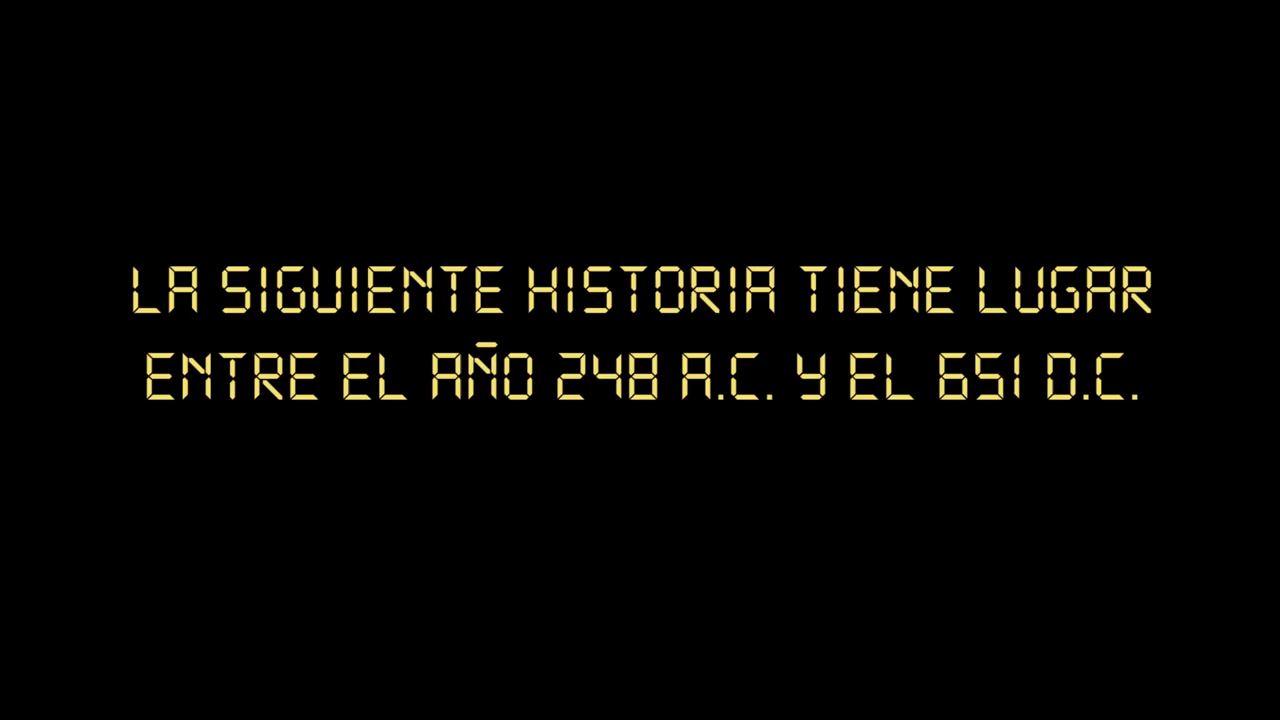 LA SIGUIENTE HISTORIA TIENE LUGAR
ENTRE EL AÑO 248 A.C. Y EL 651 D.C.